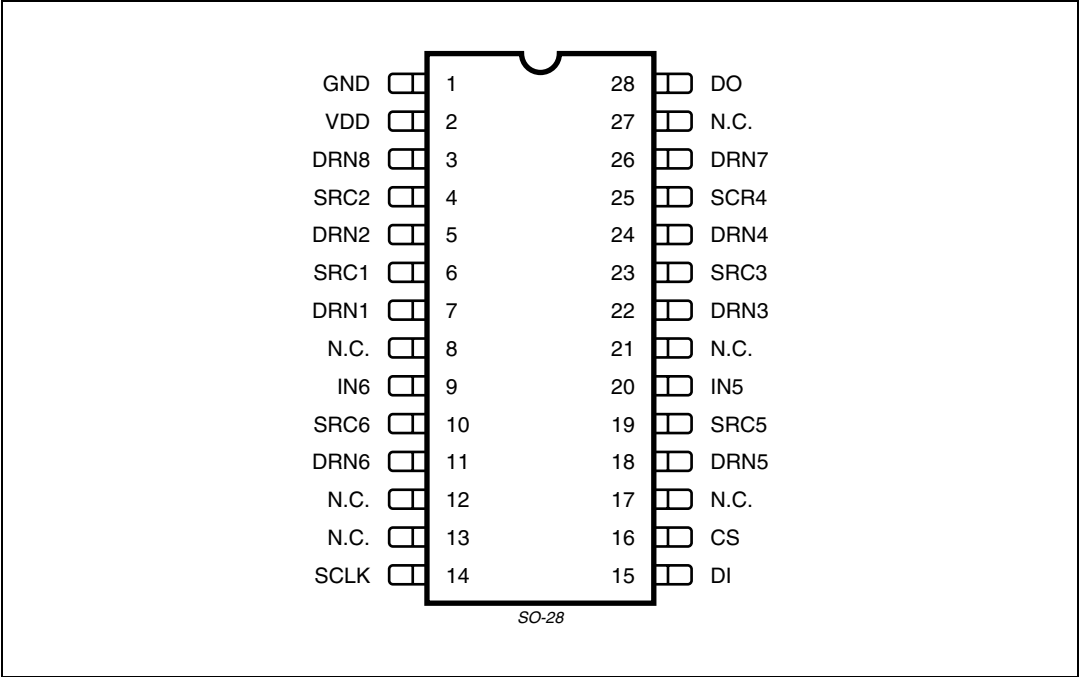 GND 1 28 DO
VDD 2 27 N.C.
DRN8 3 26 DRN7
SRC2 4 25 SCR4
DRN2 5 24 DRN4
SRC1 6 23 SRC3
DRN1 7 22 DRN3
N.C. 8 21 N.C.
IN6 9 20 IN5
SRC6 10 19 SRC5
DRN6 11 18 DRN5
N.C. 12 17 N.C.
N.C. 13 16 CS
SCLK 14 15 DI
SO-28